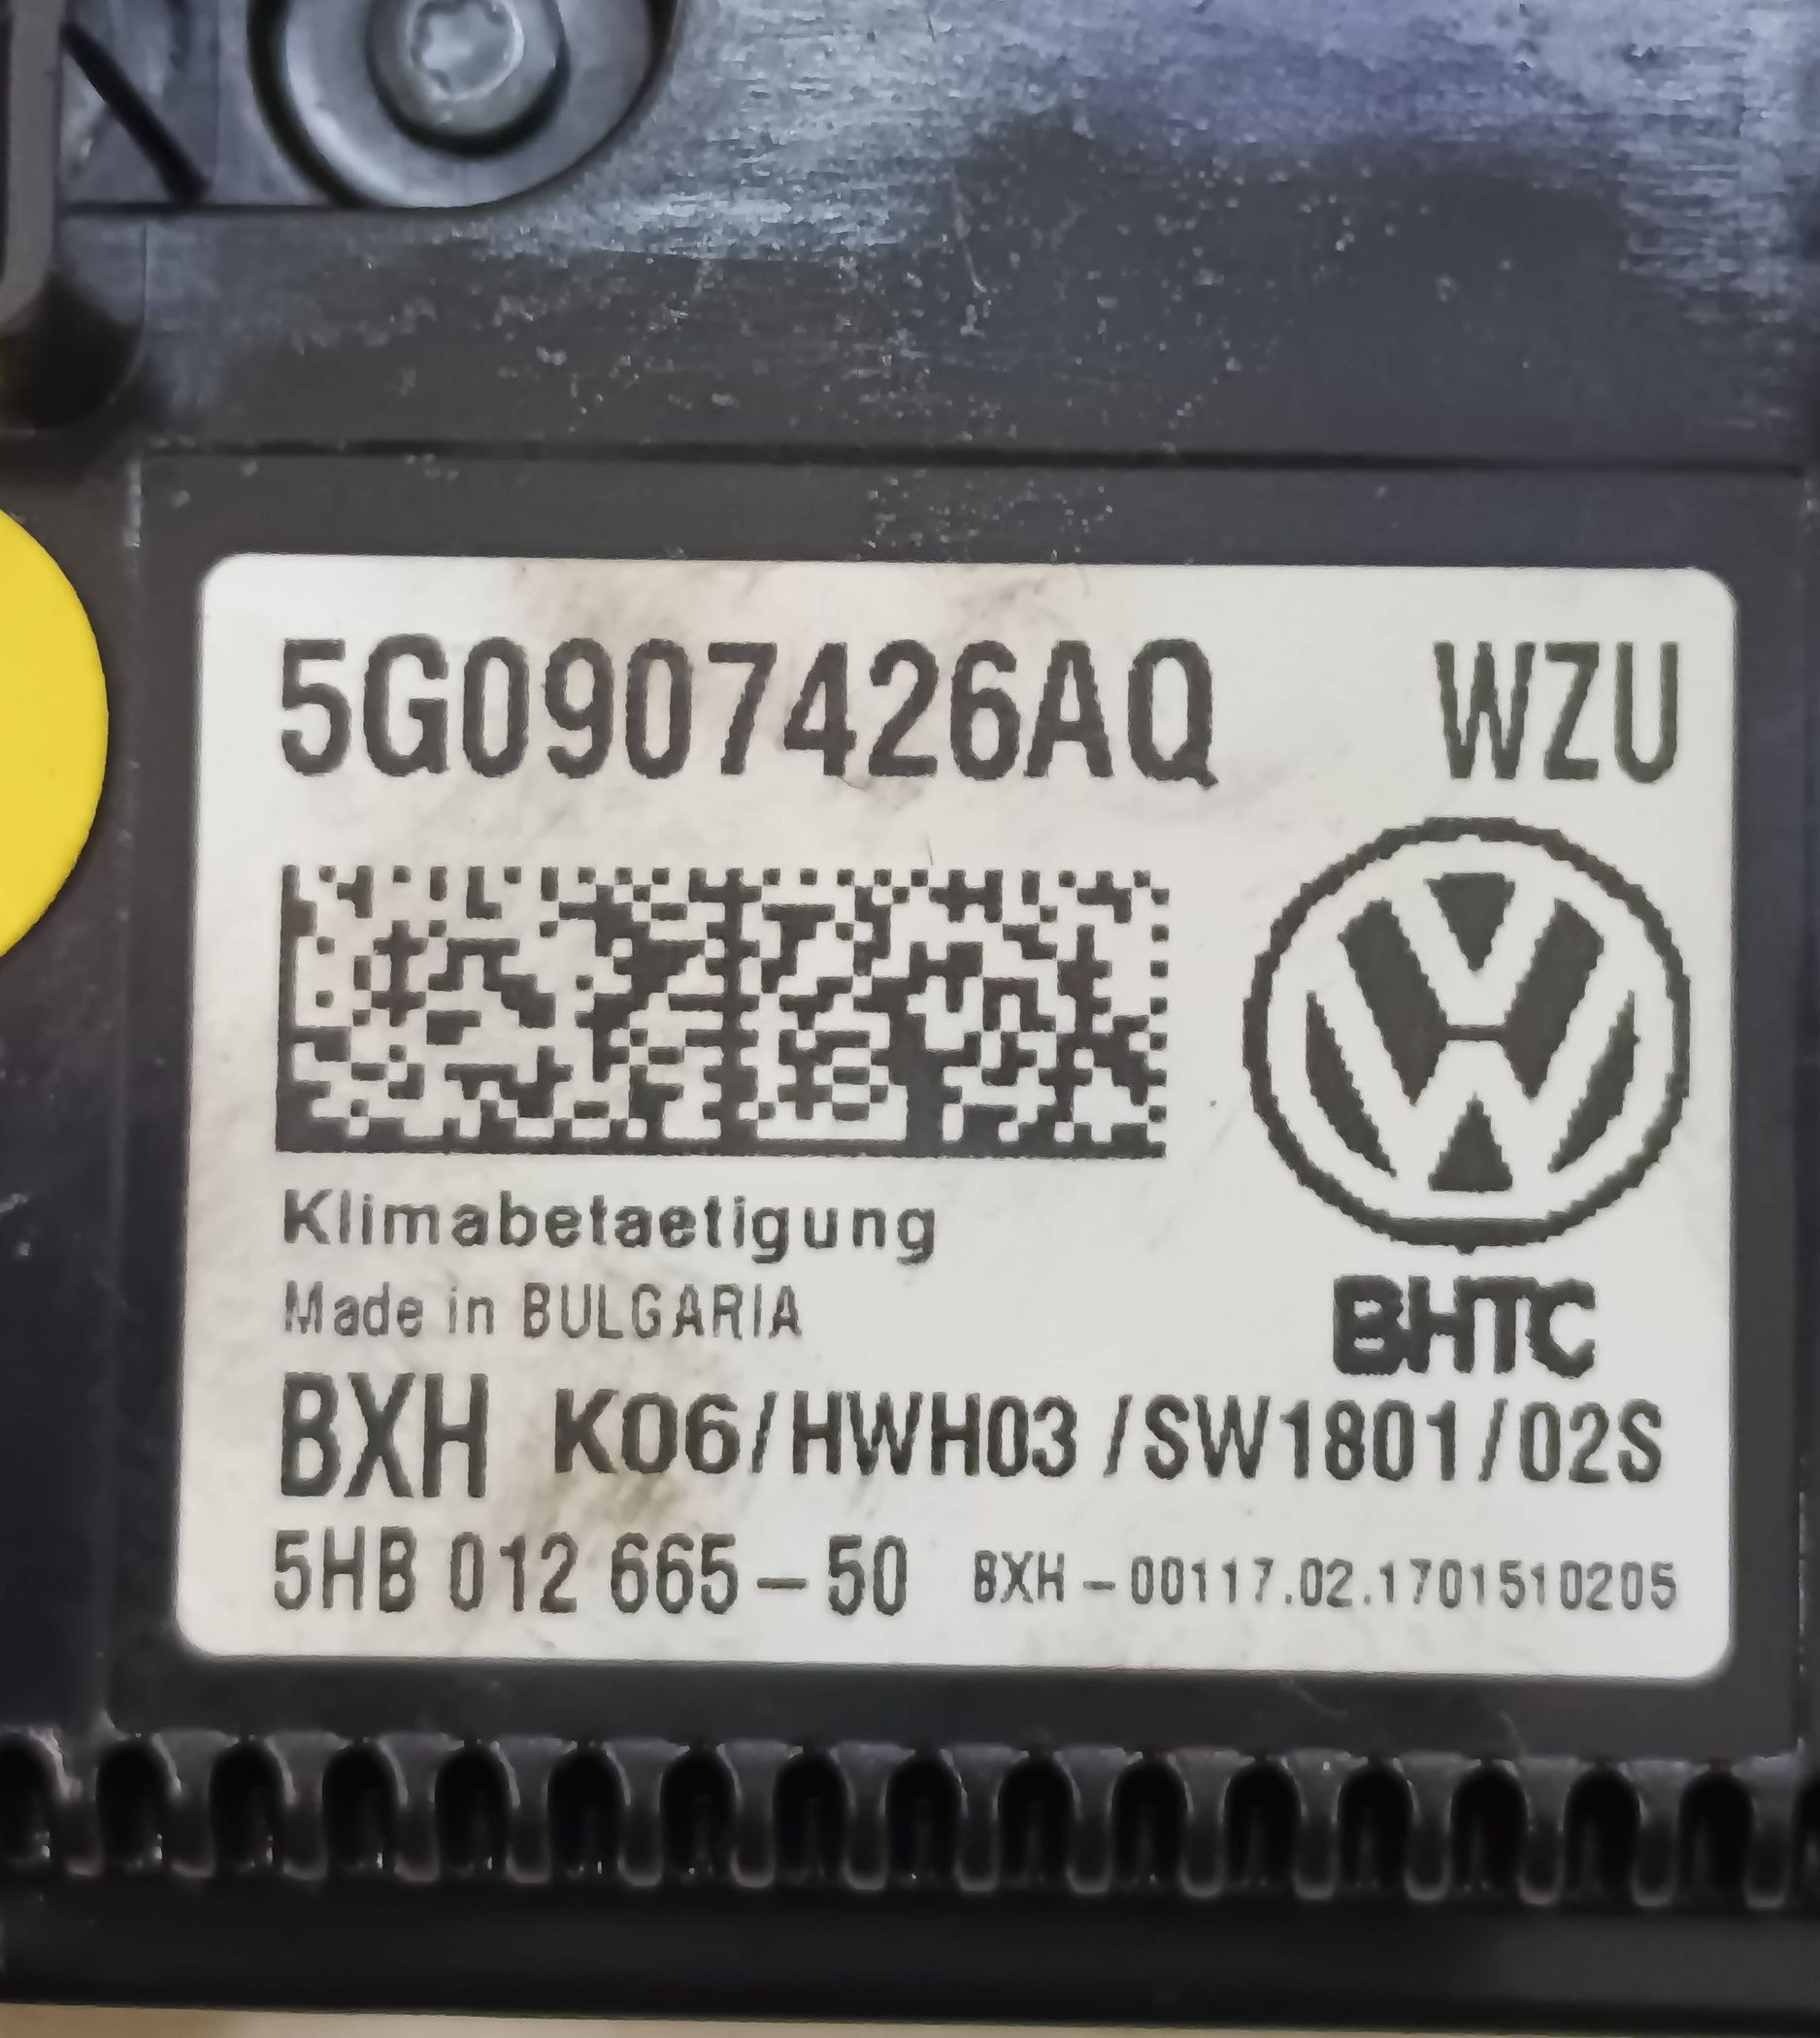 5G0907426AQ WZU
Klimabetaetigung
Made in BULGARIA
BHTC
BXH K06/HWH03/SW1801/02S
5HB 012 665-50 BXH-00117.02.1701510205